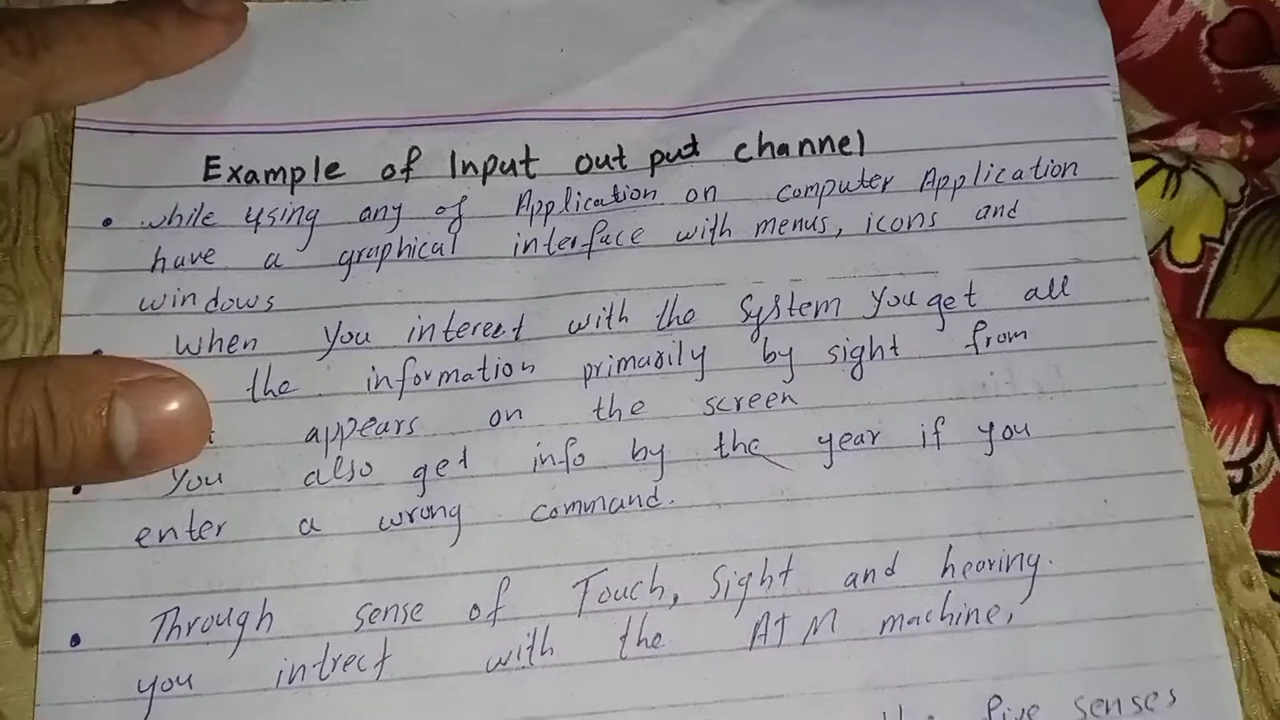 Example of Input out put channel
• while using any of Application on computer Application
have a graphical interface with menus, icons and
windows
• when you interect with the system you get all
the information primarily by sight from
appears on the screen
• you also get info by the year if you
enter a wrong command.
• Through sense of Touch, Sight and hearing.
you intrect with the ATM machine,
five senses